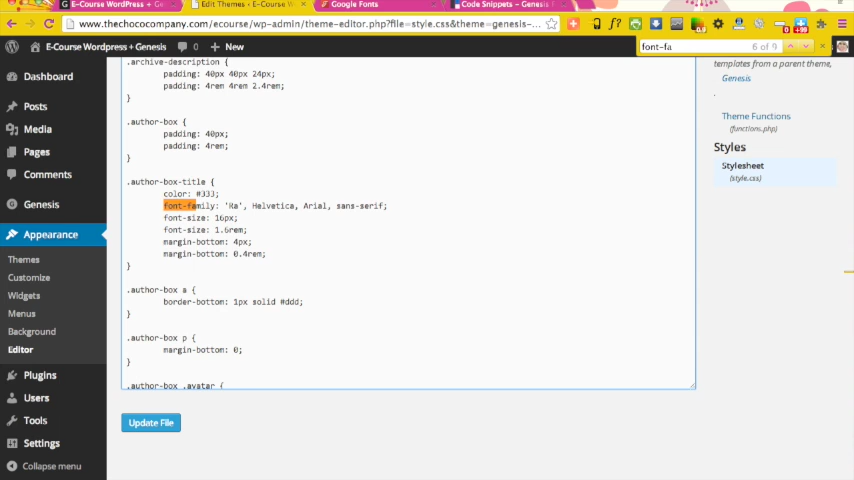 E-Course WordPress + Gen
Edit Themes ‹ E-Course W
Google Fonts
Code Snippets – Genesis F
www.thechococompany.com/ecourse/wp-admin/theme-editor.php?file=style.css&theme=genesis-
E-Course Wordpress + Genesis
0
+ New
font-fa
6 of 9
Dashboard
Posts
Media
Pages
Comments
Genesis
Appearance
Themes
Customize
Widgets
Menus
Background
Editor
Plugins
Users
Tools
Settings
Collapse menu
.archive-description {
padding: 40px 40px 24px;
padding: 4rem 4rem 2.4rem;
}
.author-box {
padding: 40px;
padding: 4rem;
}
.author-box-title {
color: #333;
font-family: 'Ra', Helvetica, Arial, sans-serif;
font-size: 16px;
font-size: 1.6rem;
margin-bottom: 4px;
margin-bottom: 0.4rem;
}
.author-box a {
border-bottom: 1px solid #ddd;
}
.author-box p {
margin-bottom: 0;
}
.author-box .avatar {
Update File
templates from a parent theme,
Genesis
.
Theme Functions
(functions.php)
Styles
Stylesheet
(style.css)